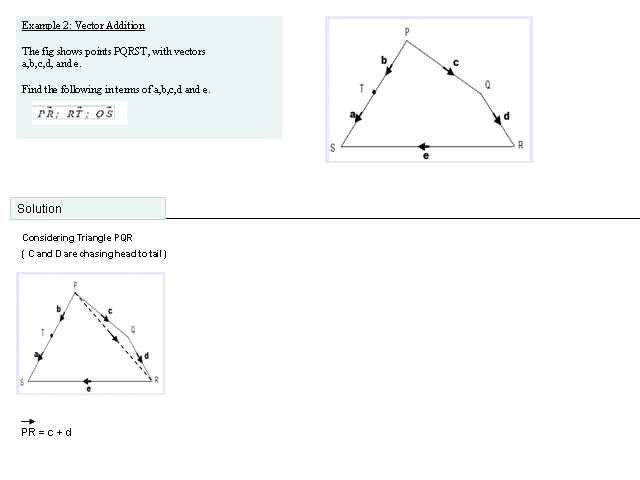 Example 2: Vector Addition
The fig shows points PQRST, with vectors
a,b,c,d, and e.
Find the following in terms of a,b,c,d and e.
PR; RT; QS
P
b
c
T
Q
a
d
S
R
e
Solution
Considering Triangle PQR
( C and D are chasing head to tail )
P
b
c
T
Q
a
d
S
R
e
PR = c + d